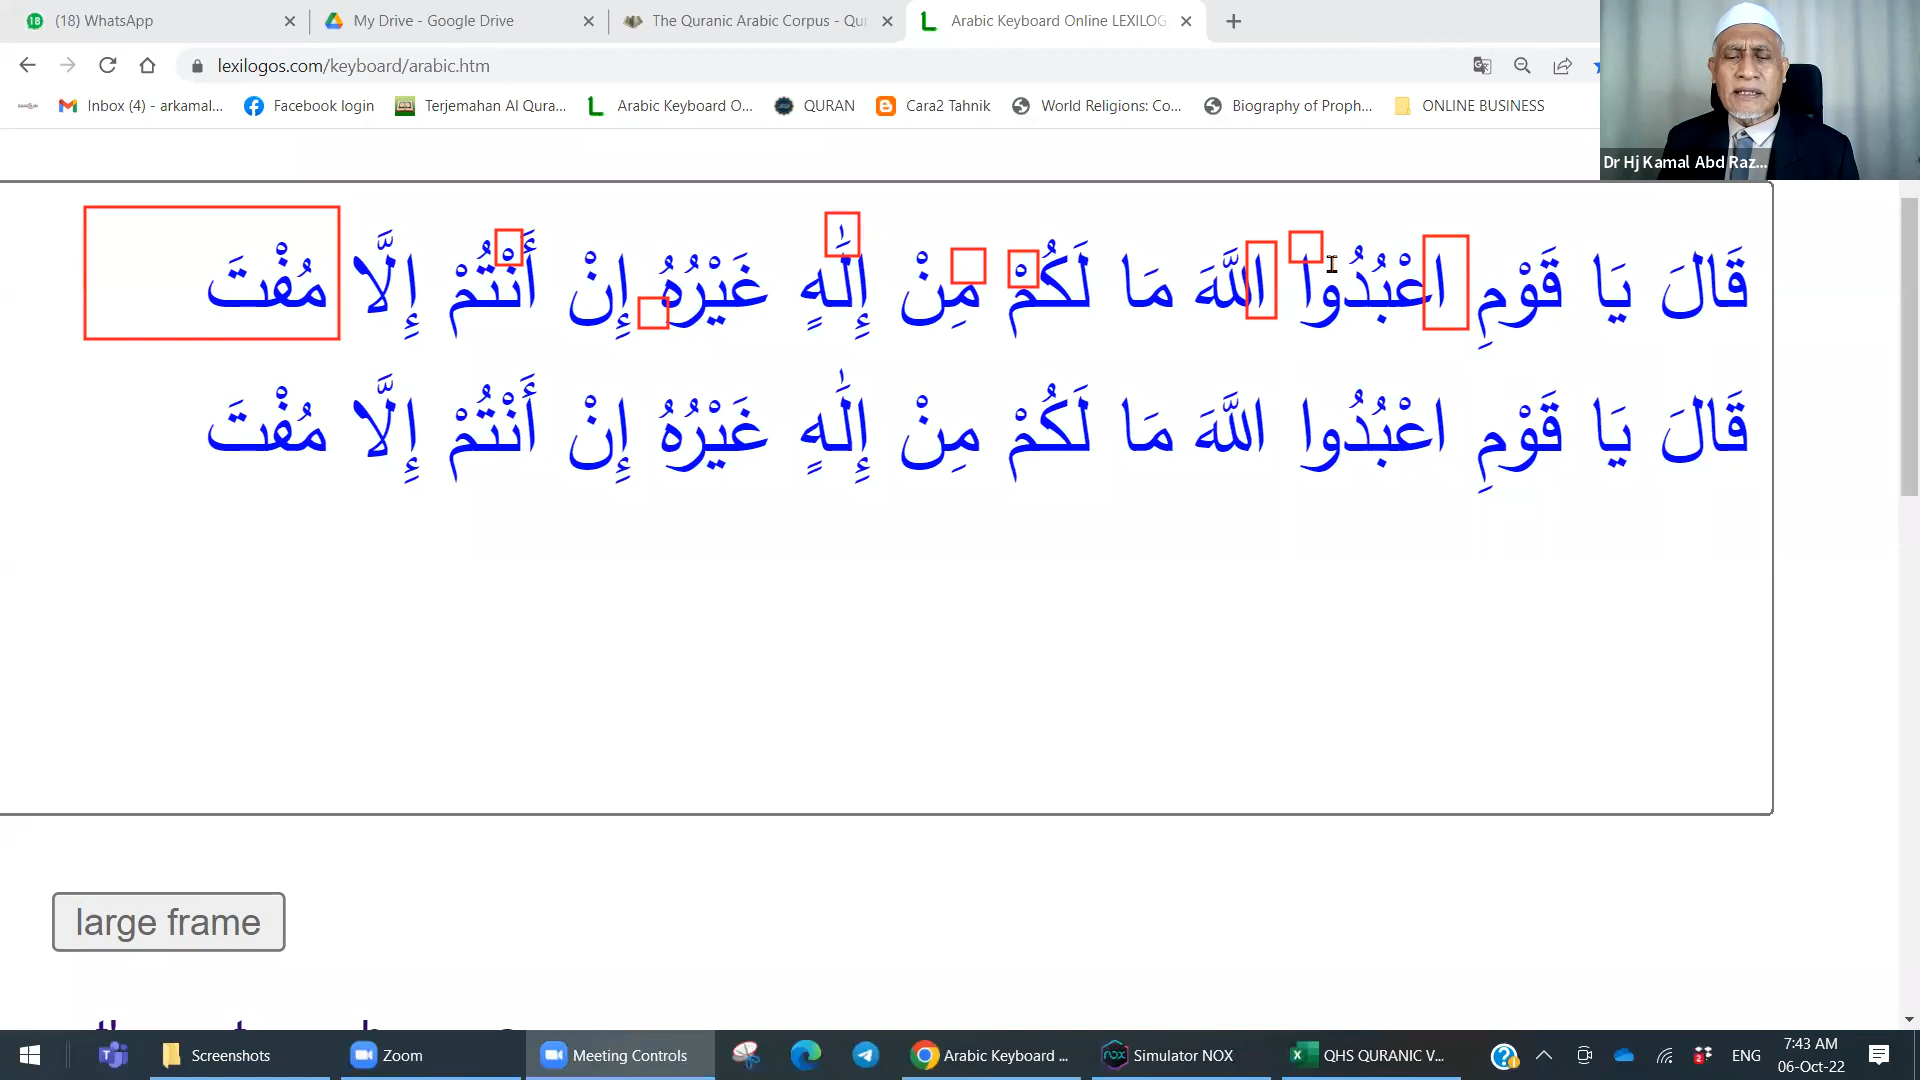 (18) WhatsApp
My Drive - Google Drive
The Quranic Arabic Corpus - Qur
Arabic Keyboard Online LEXILOG
lexilogos.com/keyboard/arabic.htm
Inbox (4) - arkamal...
Facebook login
Terjemahan Al Qura...
Arabic Keyboard O...
QURAN
Cara2 Tahnik
World Religions: Co...
Biography of Proph...
ONLINE BUSINESS
Dr Hj Kamal Abd Raz...
قَالَ يَا قَوْمِ اعْبُدُوا اللَّهَ مَا لَكُمْ مِنْ إِلَٰهٍ غَيْرُهُ إِنْ أَنْتُمْ إِلَّا مُفْتَ
قَالَ يَا قَوْمِ اعْبُدُوا اللَّهَ مَا لَكُمْ مِنْ إِلَٰهٍ غَيْرُهُ إِنْ أَنْتُمْ إِلَّا مُفْتَ
large frame
Screenshots
Zoom
Meeting Controls
Arabic Keyboard ...
Simulator NOX
QHS QURANIC V...
ENG
7:43 AM
06-Oct-22